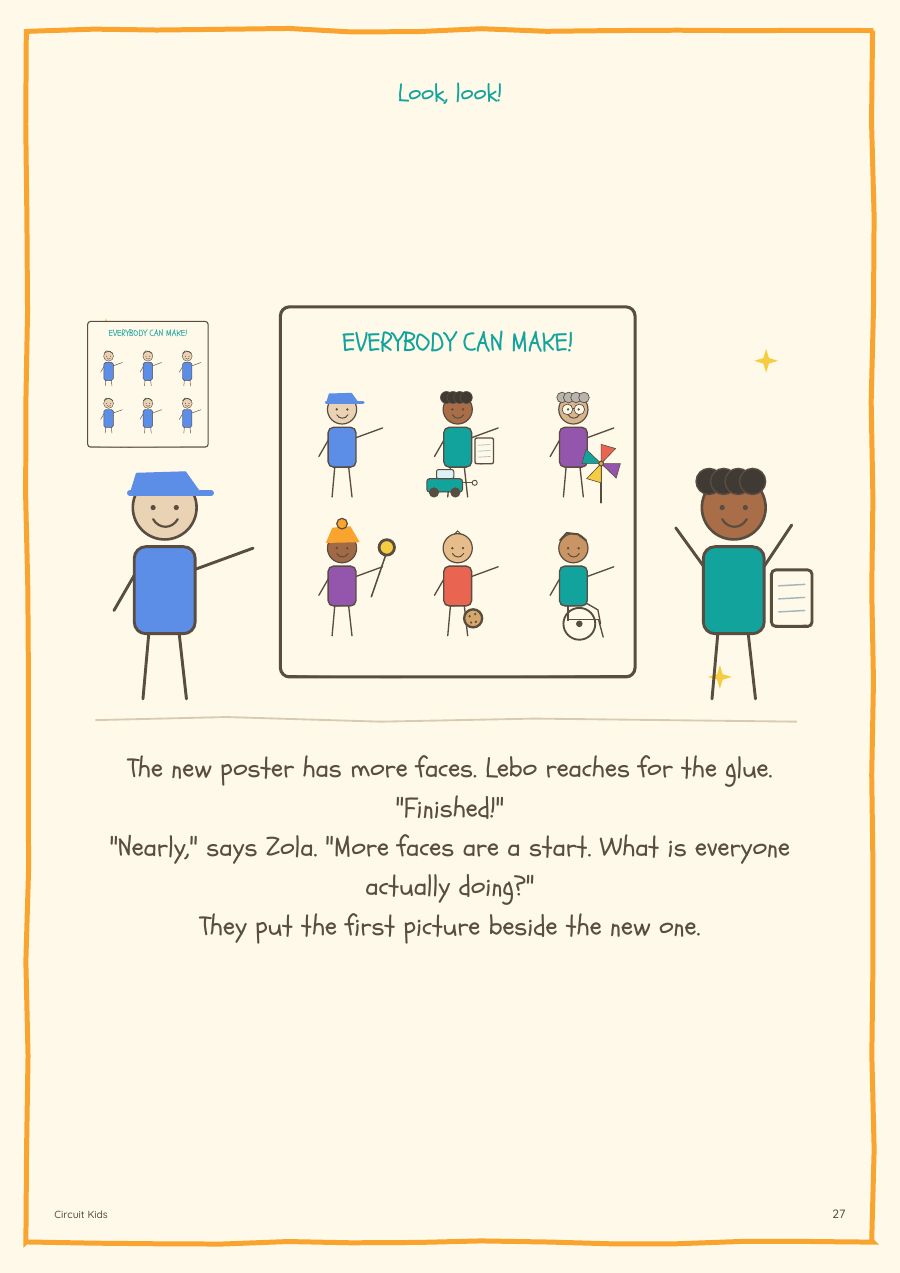 Look, look!
EVERYBODY CAN MAKE!
EVERYBODY CAN MAKE!
The new poster has more faces. Lebo reaches for the glue.
"Finished!"
"Nearly," says Zola. "More faces are a start. What is everyone
actually doing?"
They put the first picture beside the new one.
Circuit Kids
27